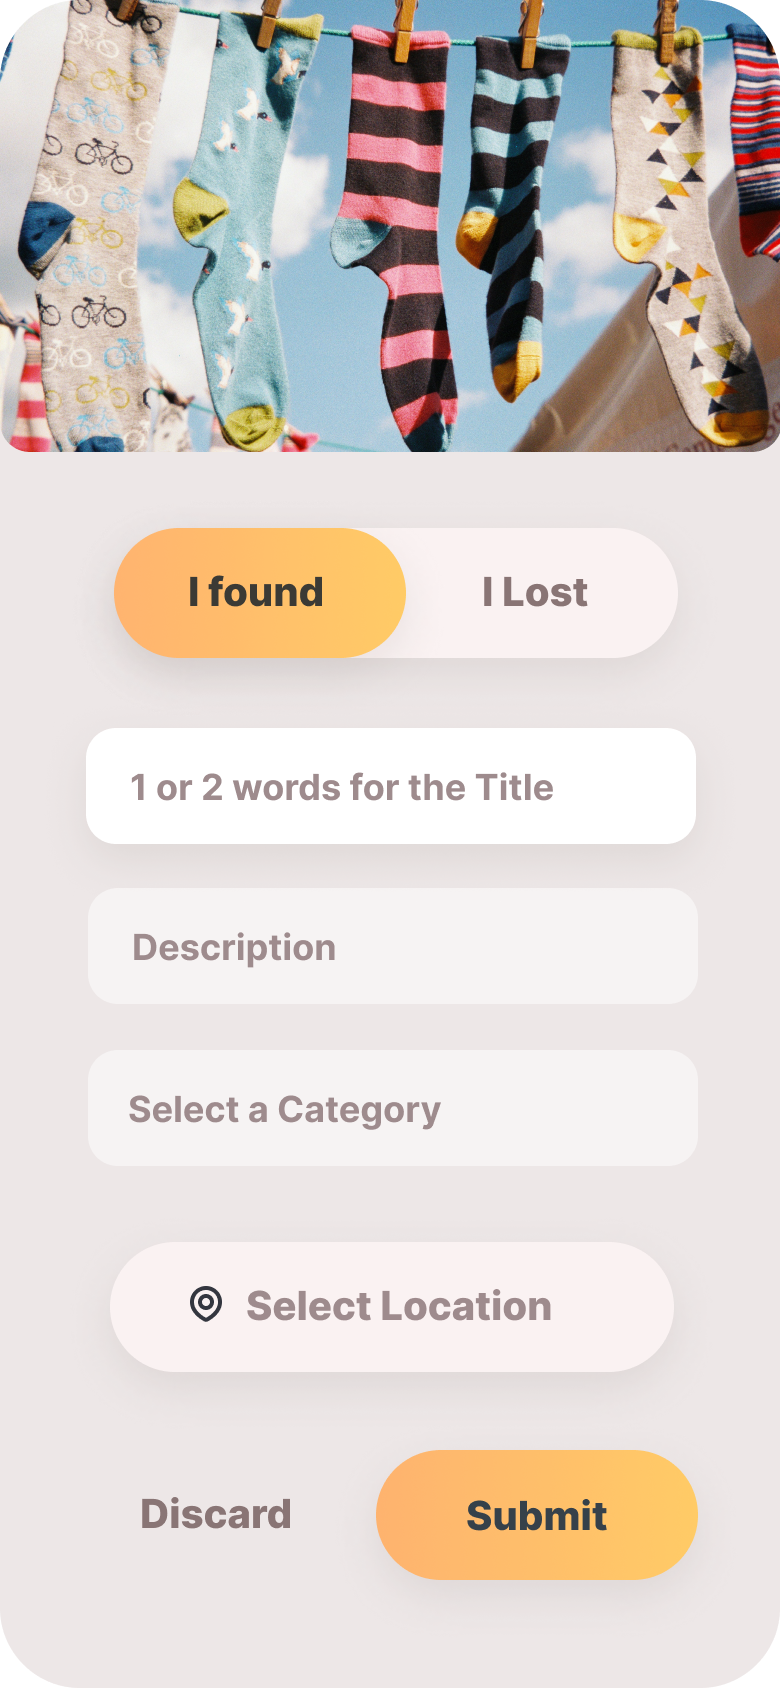 I found
I Lost
1 or 2 words for the Title
Description
Select a Category
Select Location
Discard
Submit